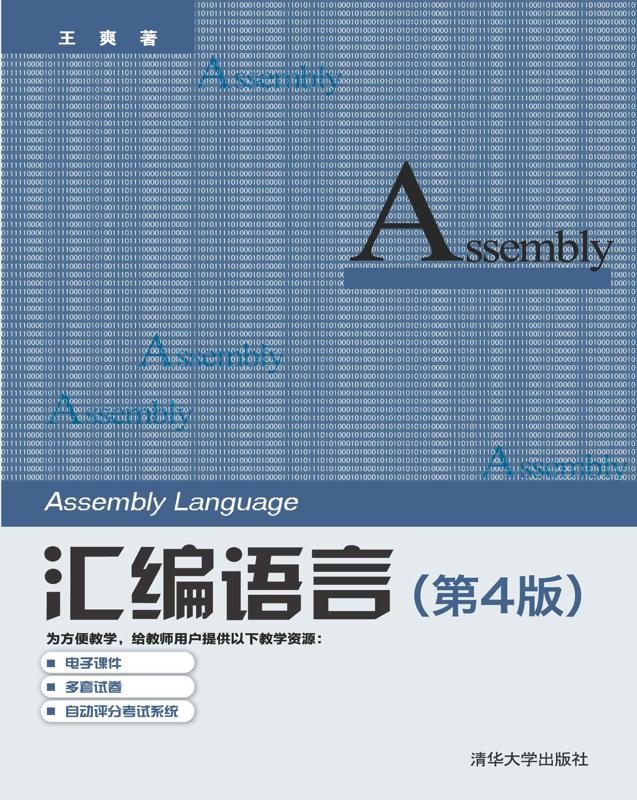 王 爽 著
Assembly
Assembly
Assembly
Assembly
Assembly
Assembly Language
汇编语言（第4版）
为方便教学，给教师用户提供以下教学资源：
电子课件
多套试卷
自动评分考试系统
清华大学出版社